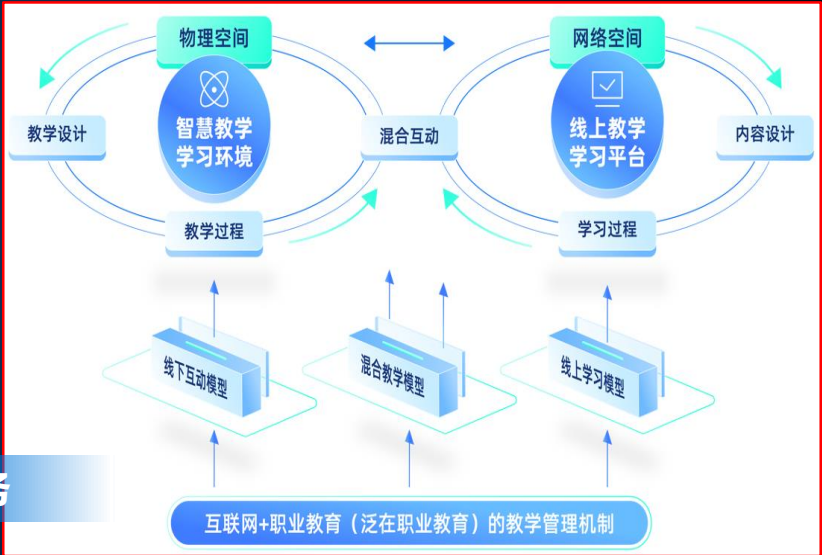 物理空间
网络空间
智慧教学
学习环境
线上教学
学习平台
教学设计
混合互动
内容设计
教学过程
学习过程
线下互动模型
混合教学模型
线上学习模型
务
互联网+职业教育（泛在职业教育）的教学管理机制